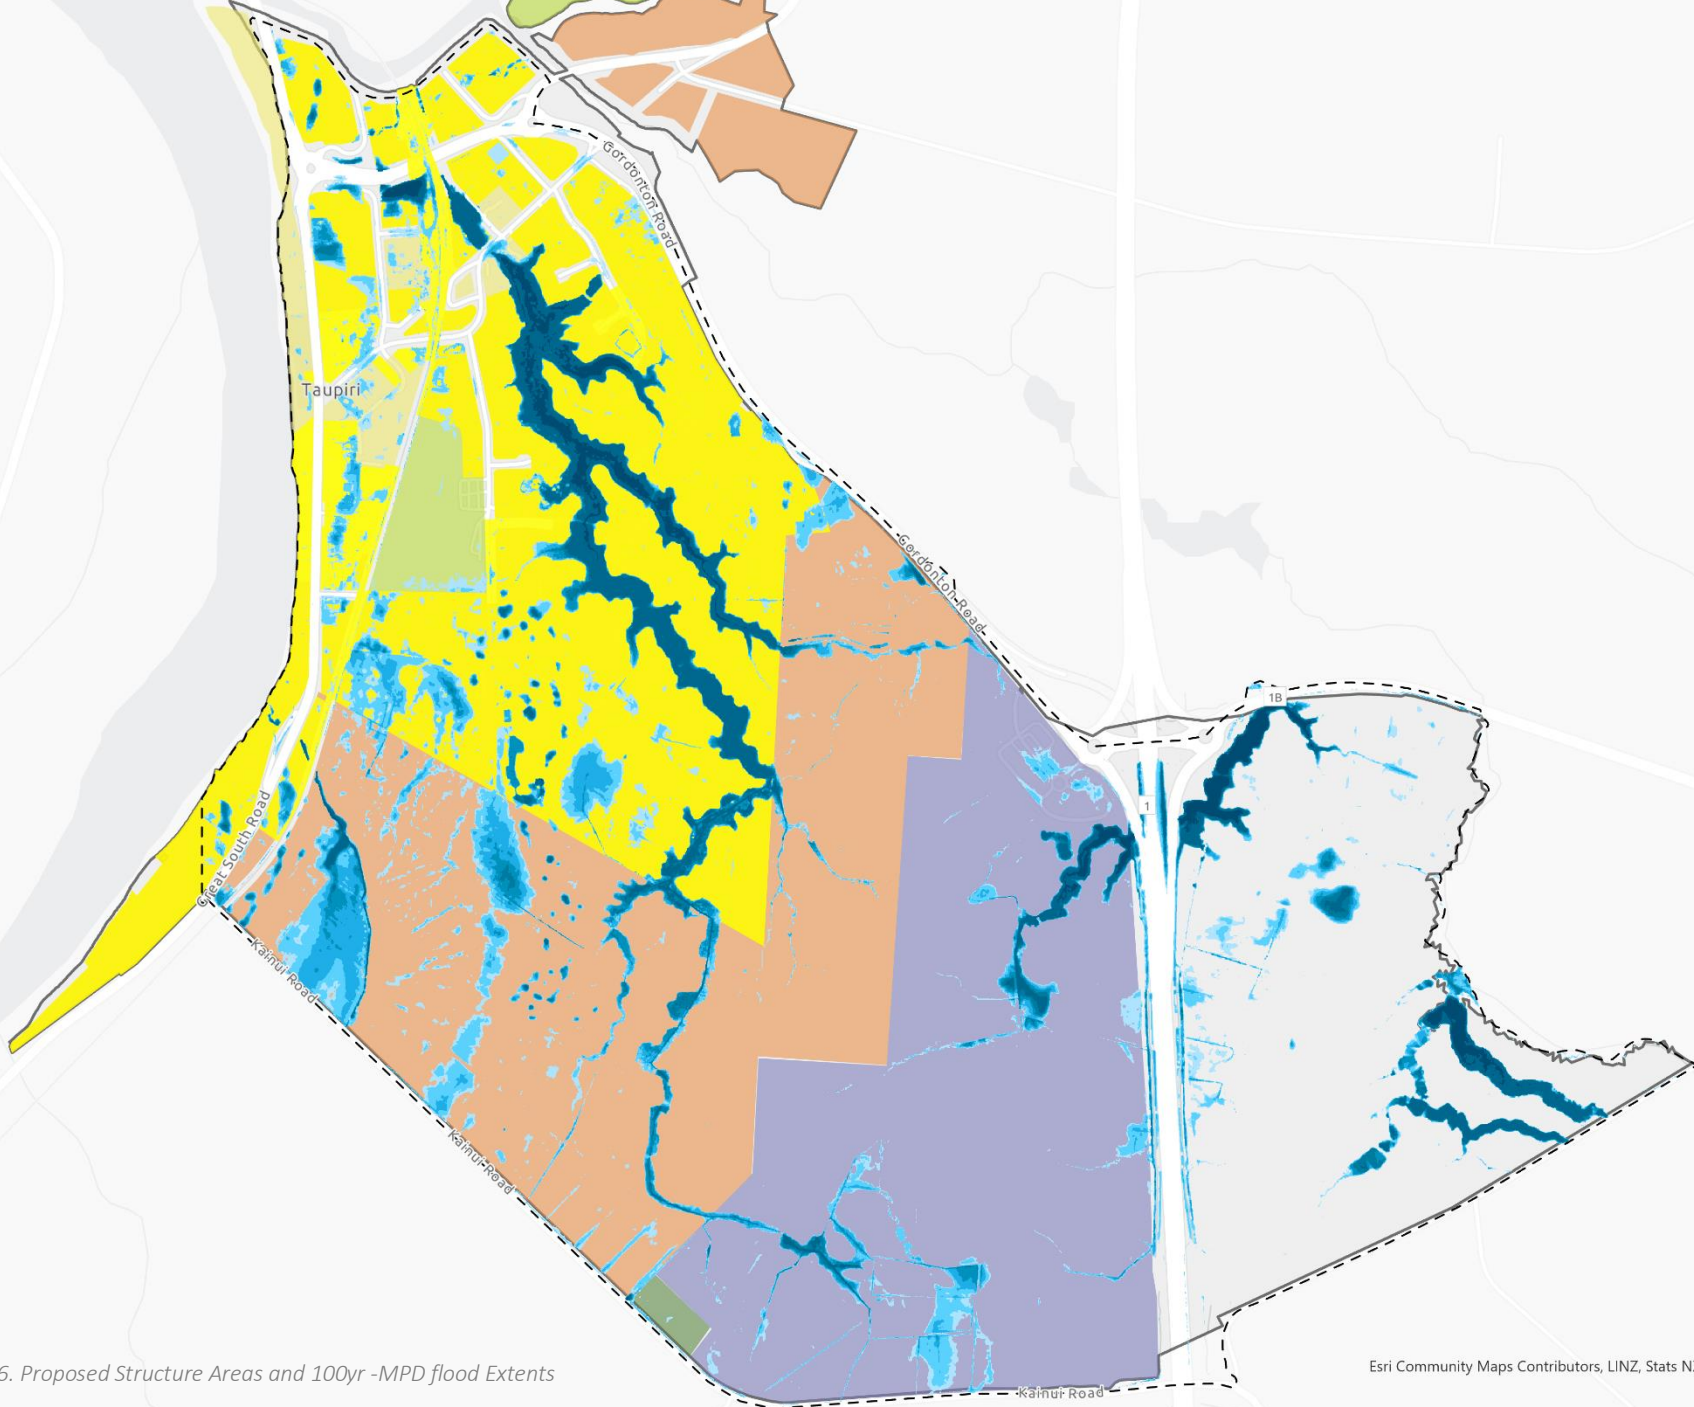 Gordonton Road
Taupiri
Gordonton Road
1B
1
Great South Road
Kainui Road
Kainui Road
6. Proposed Structure Areas and 100yr -MPD flood Extents
Esri Community Maps Contributors, LINZ, Stats NZ
Kainui Road